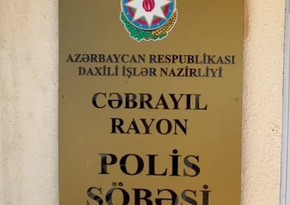 AZƏRBAYCAN RESPUBLİKASI
DAXİLİ İŞLƏR NAZİRLİYİ
CƏBRAYIL
RAYON
POLİS
ŞÖBƏSİ